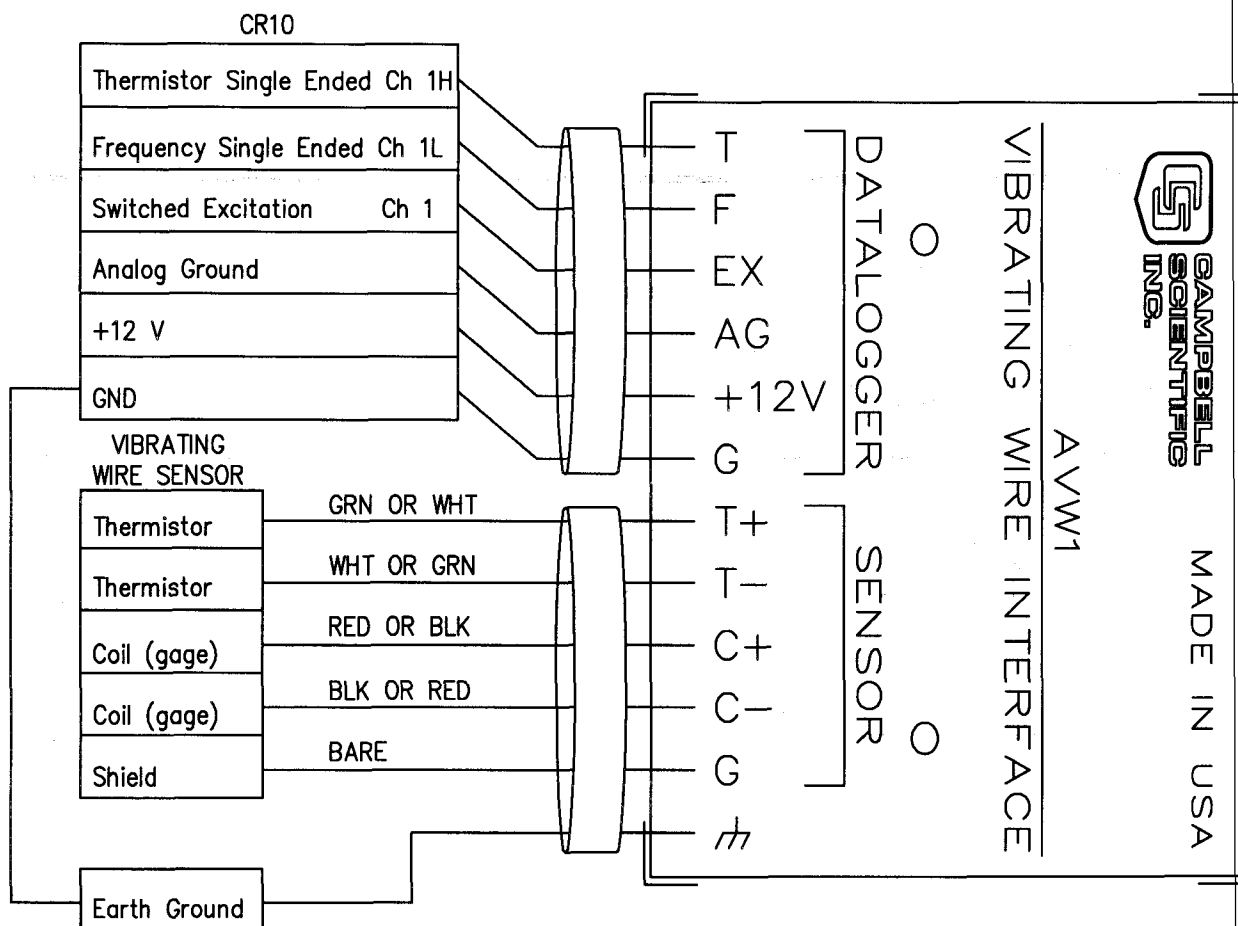 CR10
Thermistor Single Ended Ch 1H
Frequency Single Ended Ch 1L
Switched Excitation Ch 1
Analog Ground
+12 V
GND
VIBRATING
WIRE SENSOR
Thermistor
Thermistor
Coil (gage)
Coil (gage)
Shield
Earth Ground
GRN OR WHT
WHT OR GRN
RED OR BLK
BLK OR RED
BARE
T
F
EX
AG
+12V
G
T+
T−
C+
C−
G
DATALOGGER
SENSOR
VIBRATING WIRE INTERFACE
AVW1
CAMPBELL
SCIENTIFIC
INC.
MADE IN USA